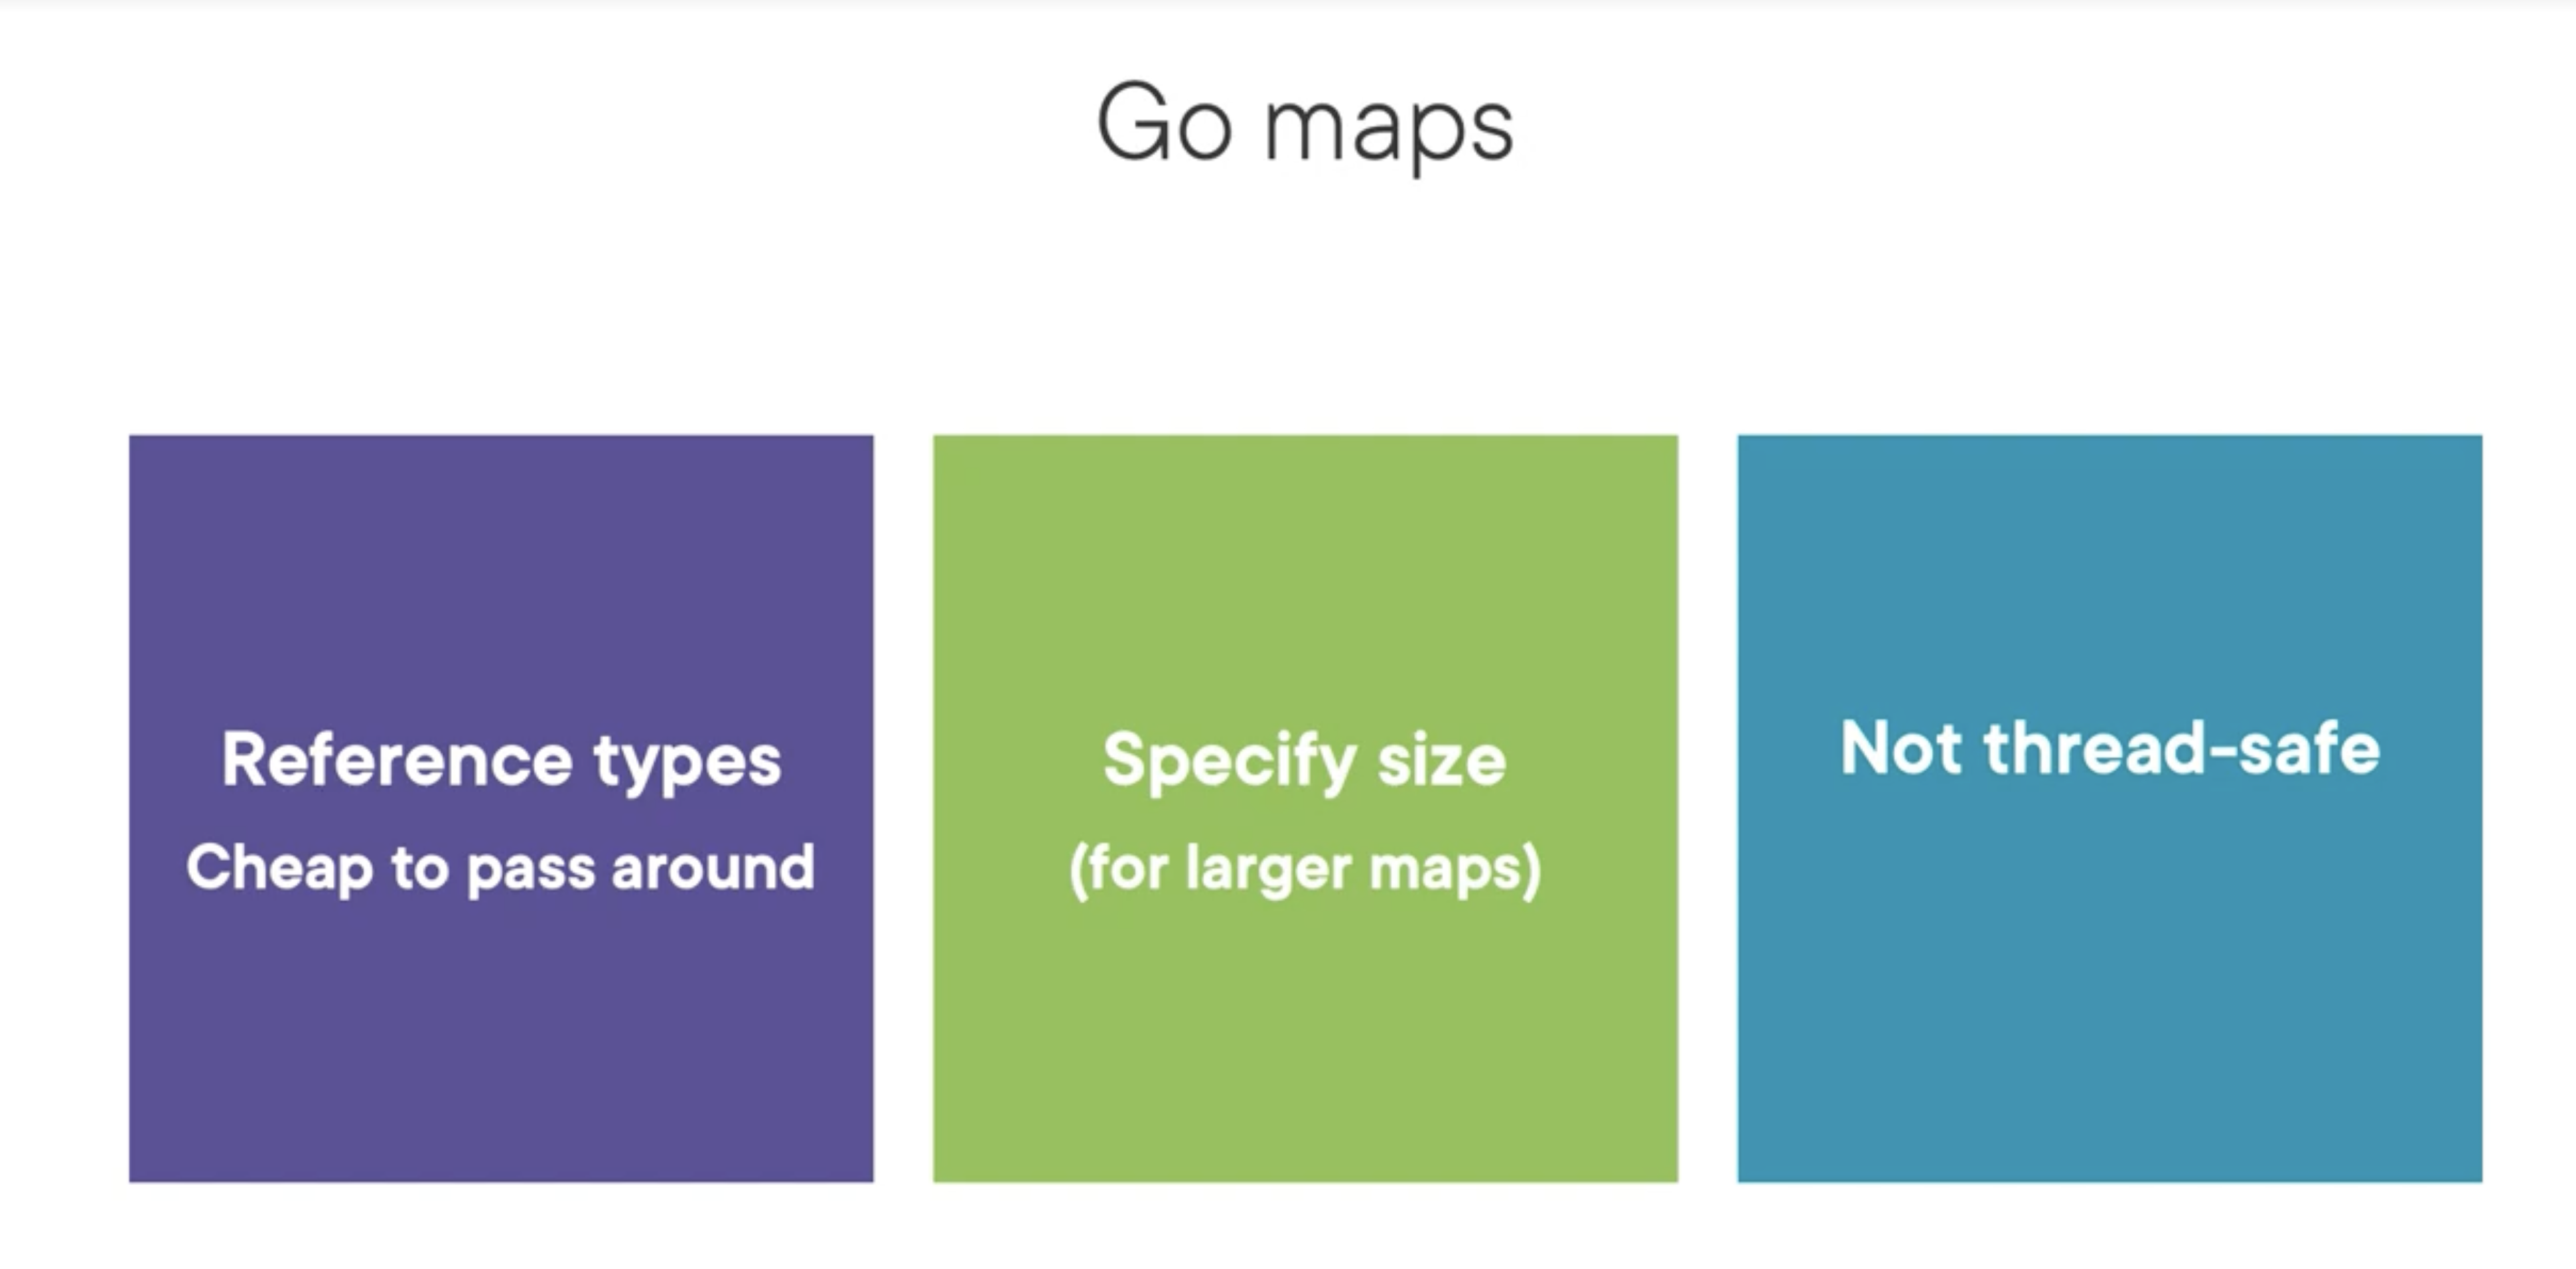 Go maps
Reference types
Cheap to pass around
Specify size
(for larger maps)
Not thread-safe